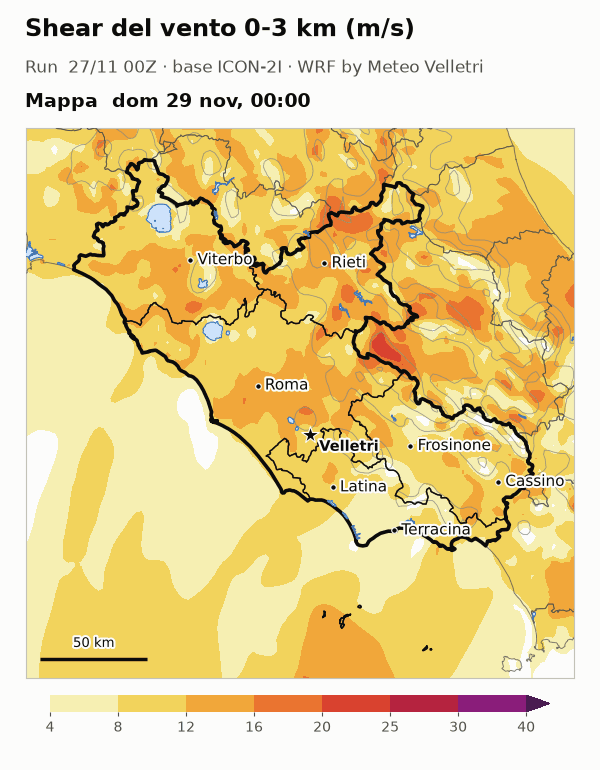 Shear del vento 0-3 km (m/s)
Run  27/11 00Z · base ICON-2I · WRF by Meteo Velletri
Mappa  dom 29 nov, 00:00
Viterbo
Rieti
Roma
Velletri
Frosinone
Cassino
Latina
Terracina
50 km
4 8 12 16 20 25 30 40